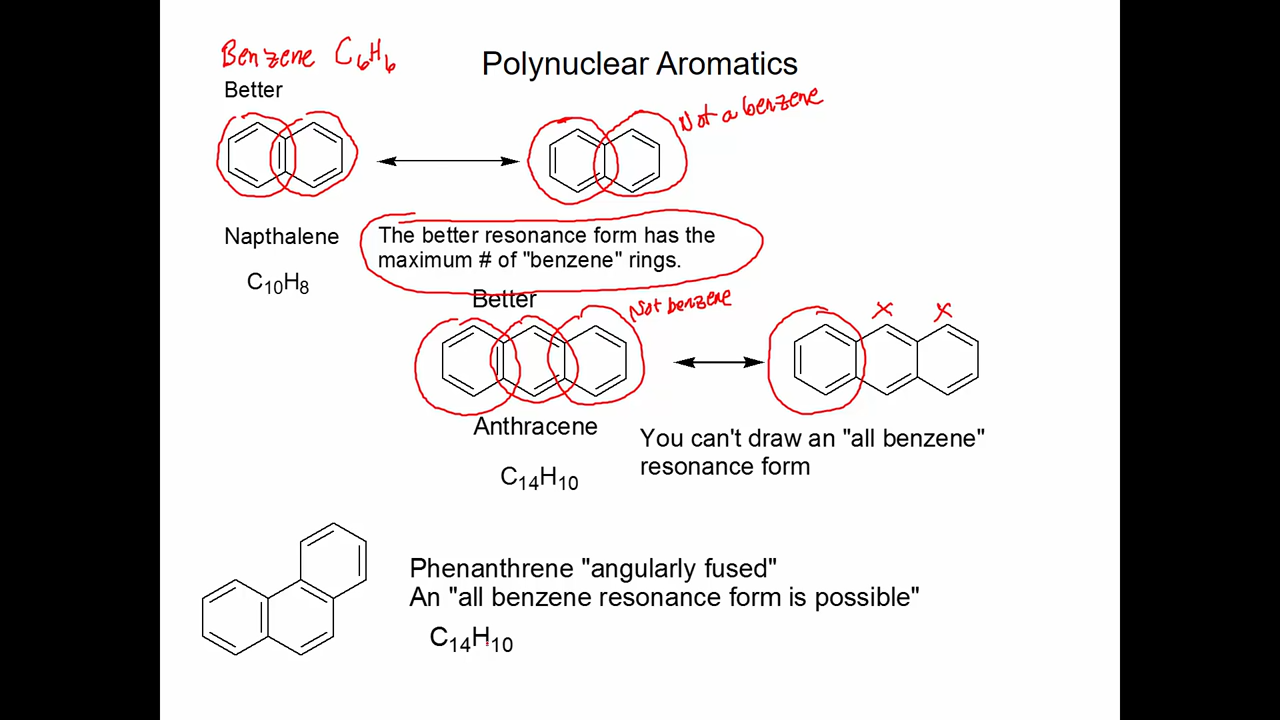 Benzene C₆H₆
Polynuclear Aromatics
Better
Not a benzene
Napthalene
C₁₀H₈
The better resonance form has the
maximum # of "benzene" rings.
Better
Not benzene
x x
Anthracene
C₁₄H₁₀
You can't draw an "all benzene"
resonance form
Phenanthrene "angularly fused"
An "all benzene resonance form is possible"
C₁₄H₁₀